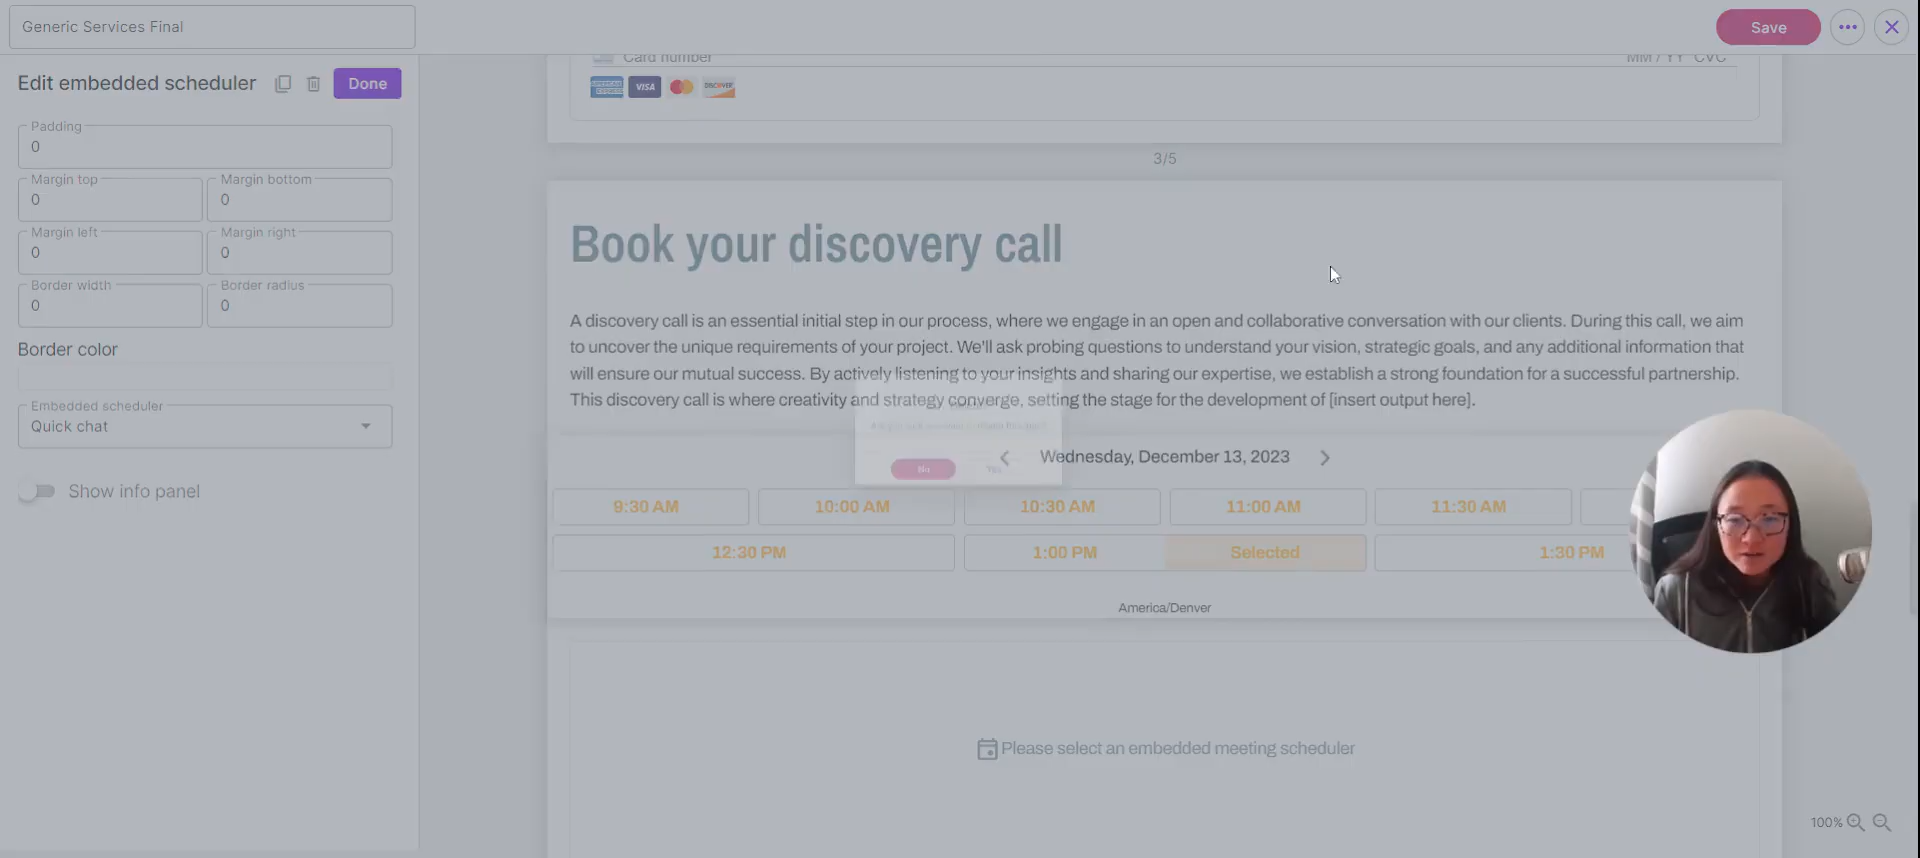 Generic Services Final
Save
Edit embedded scheduler
Done
Padding
0
Margin top
0
Margin bottom
0
Margin left
0
Margin right
0
Border width
0
Border radius
0
Border color
Embedded scheduler
Quick chat
Show info panel
Card number
MM / YY CVC
AMERICAN EXPRESS
VISA
DISCOVER
3/5
Book your discovery call
A discovery call is an essential initial step in our process, where we engage in an open and collaborative conversation with our clients. During this call, we aim
to uncover the unique requirements of your project. We'll ask probing questions to understand your vision, strategic goals, and any additional information that
will ensure our mutual success. By actively listening to your insights and sharing our expertise, we establish a strong foundation for a successful partnership.
This discovery call is where creativity and strategy converge, setting the stage for the development of [insert output here].
No
Yes
Wednesday, December 13, 2023
9:30 AM
10:00 AM
10:30 AM
11:00 AM
11:30 AM
12:30 PM
1:00 PM
Selected
1:30 PM
America/Denver
Please select an embedded meeting scheduler
100%